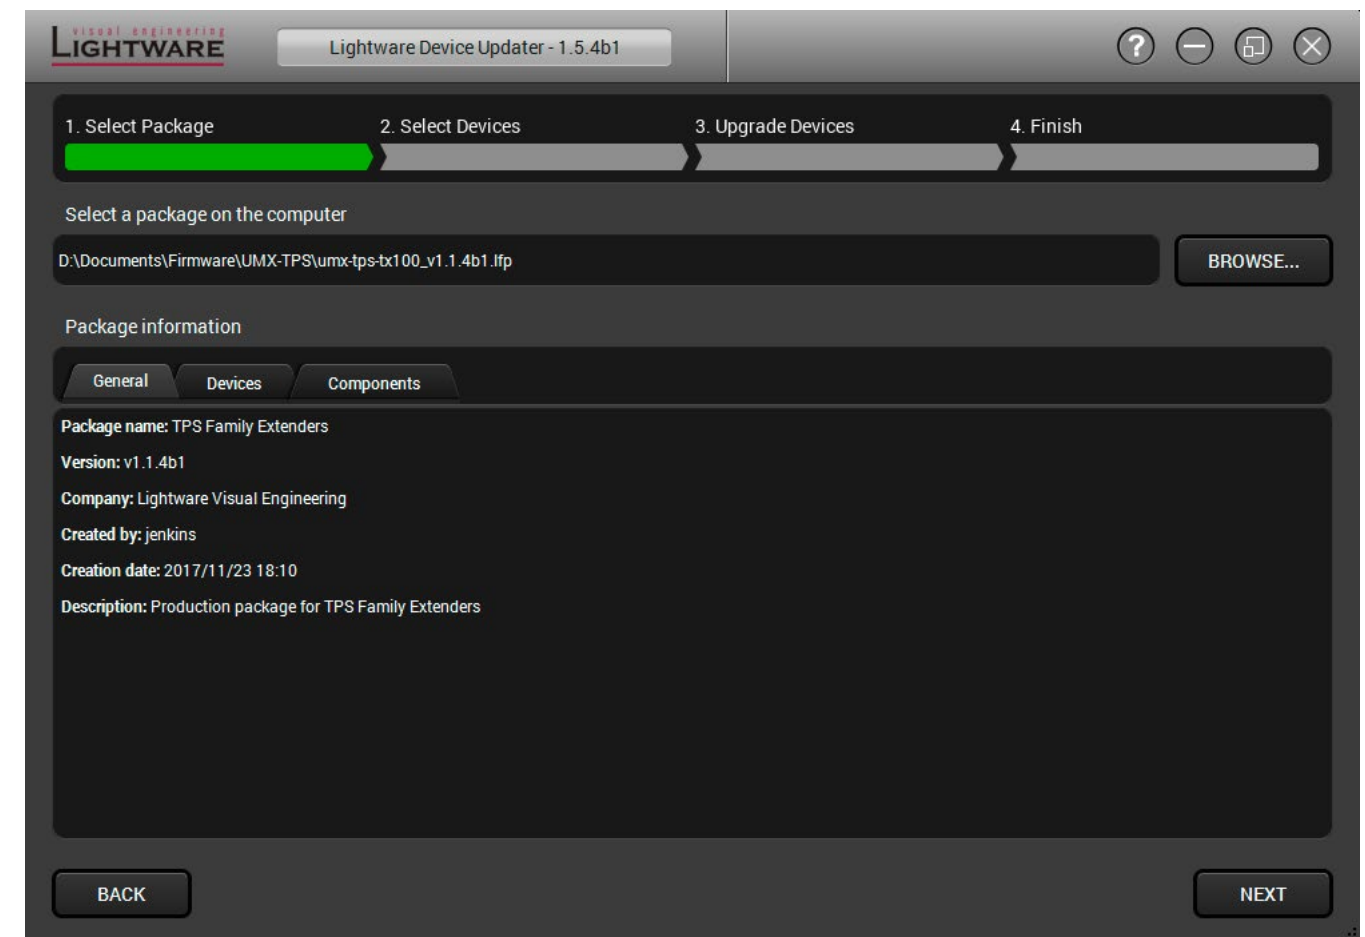 visual engineering
LIGHTWARE
Lightware Device Updater - 1.5.4b1
?
1. Select Package 2. Select Devices 3. Upgrade Devices 4. Finish
Select a package on the computer
D:\Documents\Firmware\UMX-TPS\umx-tps-tx100_v1.1.4b1.lfp
BROWSE...
Package information
General Devices Components
Package name: TPS Family Extenders
Version: v1.1.4b1
Company: Lightware Visual Engineering
Created by: jenkins
Creation date: 2017/11/23 18:10
Description: Production package for TPS Family Extenders
BACK NEXT